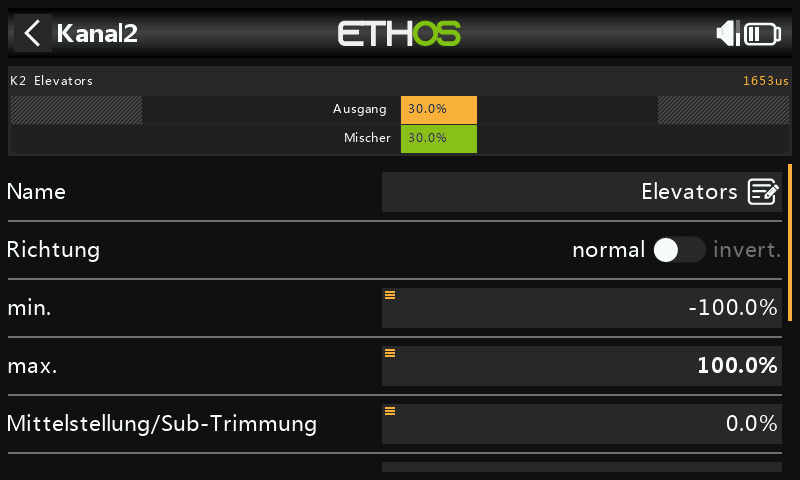 Kanal2
ETHOS
K2 Elevators 1653us
Ausgang 30.0%
Mischer 30.0%
Name Elevators
Richtung normal invert.
min. -100.0%
max. 100.0%
Mittelstellung/Sub-Trimmung 0.0%